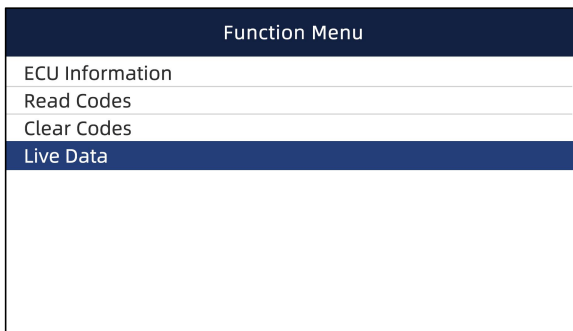 Function Menu
ECU Information
Read Codes
Clear Codes
Live Data